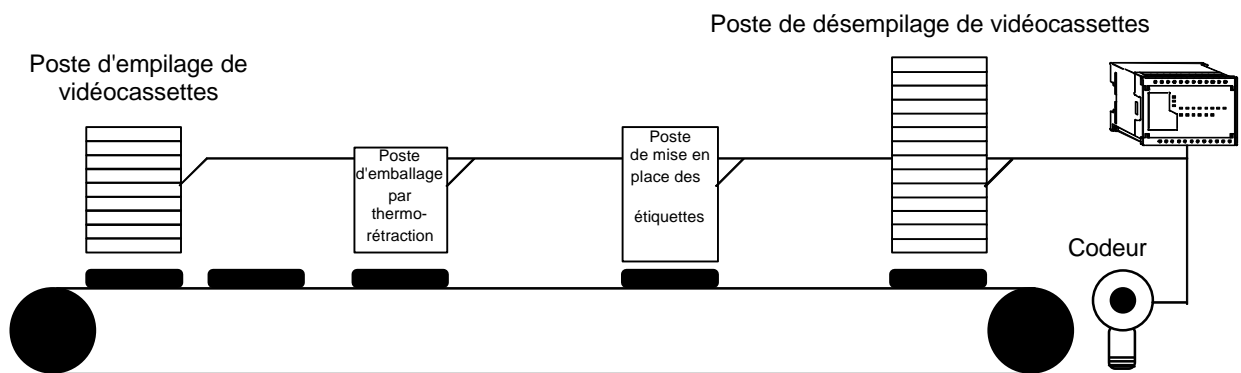 Poste de désempilage de vidéocassettes
Poste d'empilage de
vidéocassettes
Poste
d'emballage
par
thermo-
rétraction
Poste
de mise en
place des
étiquettes
Codeur